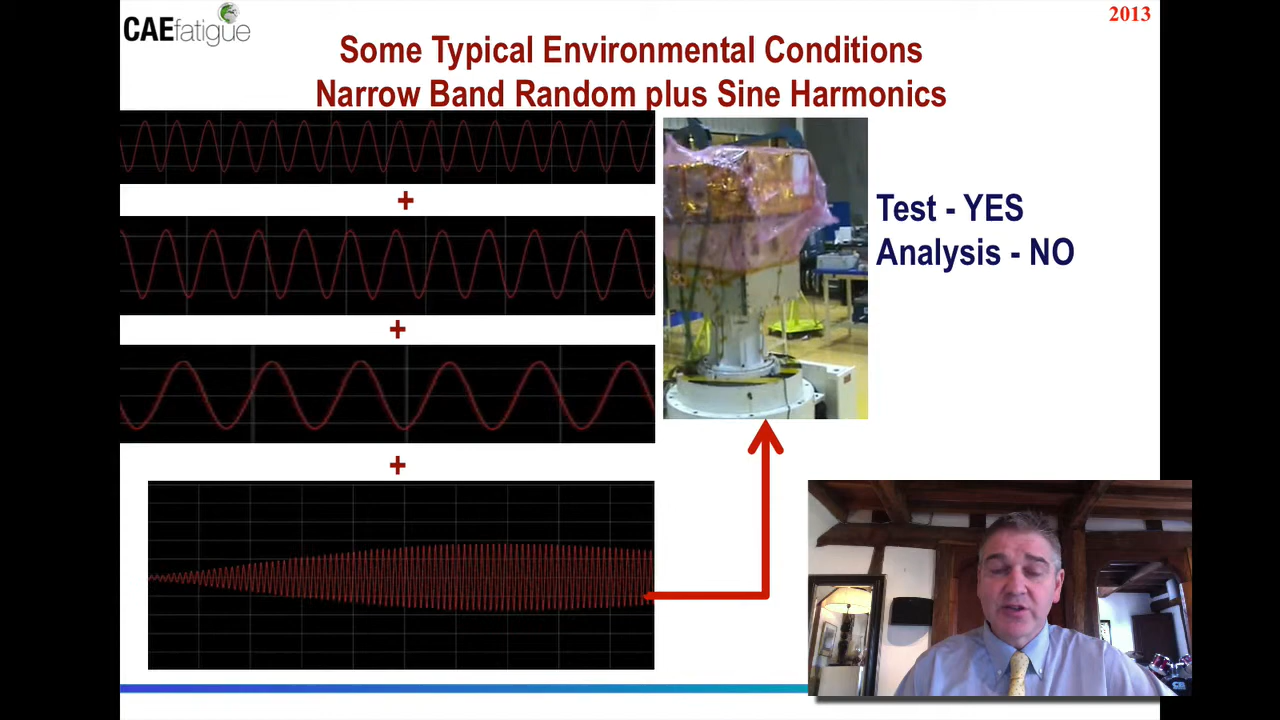 CAEfatigue
2013
Some Typical Environmental Conditions
Narrow Band Random plus Sine Harmonics
+
+
+
Test - YES
Analysis - NO